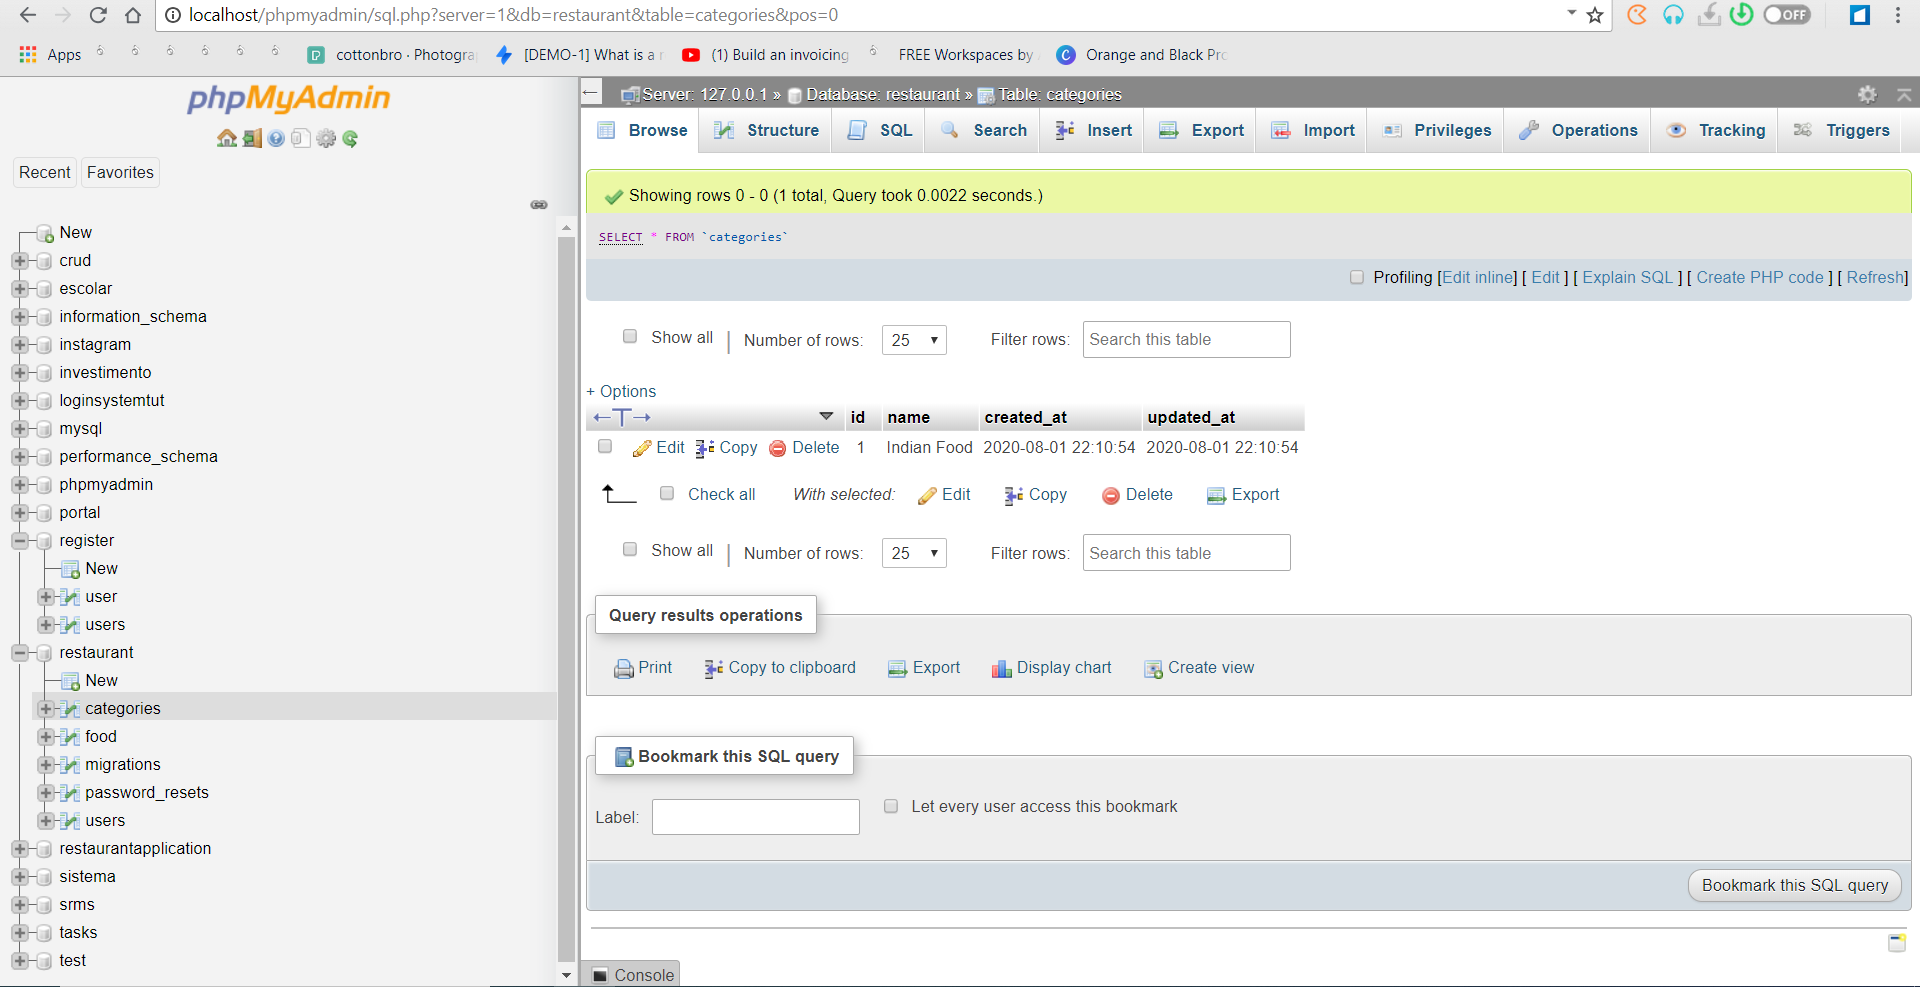 localhost/phpmyadmin/sql.php?server=1&db=restaurant&table=categories&pos=0
OFF
Apps
cottonbro · Photogra
[DEMO-1] What is a r
(1) Build an invoicing
FREE Workspaces by
Orange and Black Pro
phpMyAdmin
Recent
Favorites
New
crud
escolar
information_schema
instagram
investimento
loginsystemtut
mysql
performance_schema
phpmyadmin
portal
register
New
user
users
restaurant
New
categories
food
migrations
password_resets
users
restaurantapplication
sistema
srms
tasks
test
Server: 127.0.0.1 » Database: restaurant » Table: categories
Browse Structure SQL Search Insert Export Import Privileges Operations Tracking Triggers
Showing rows 0 - 0 (1 total, Query took 0.0022 seconds.)
SELECT * FROM `categories`
Profiling [Edit inline] [ Edit ] [ Explain SQL ] [ Create PHP code ] [ Refresh]
Show all | Number of rows: 25 Filter rows: Search this table
+ Options
←T→ id name created_at updated_at
Edit Copy Delete 1 Indian Food 2020-08-01 22:10:54 2020-08-01 22:10:54
Check all With selected: Edit Copy Delete Export
Show all | Number of rows: 25 Filter rows: Search this table
Query results operations
Print Copy to clipboard Export Display chart Create view
Bookmark this SQL query
Label: Let every user access this bookmark
Bookmark this SQL query
Console